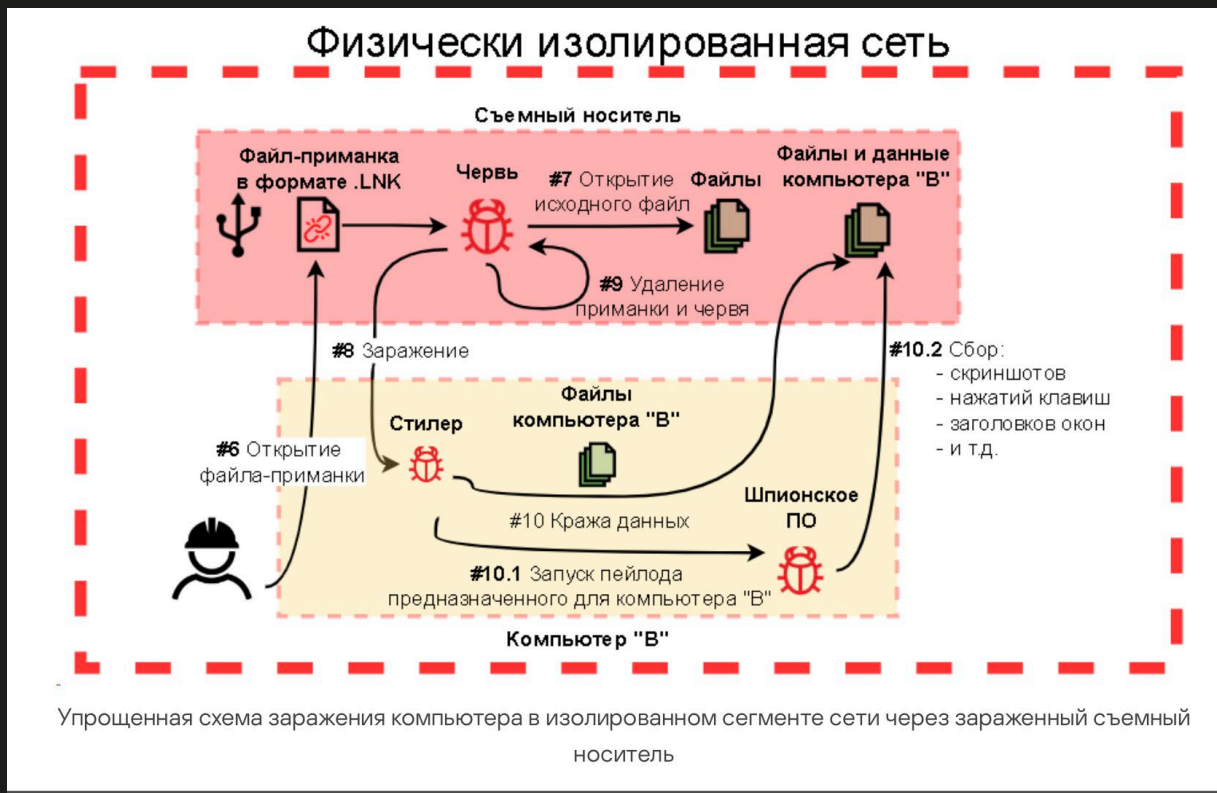 Физически изолированная сеть
Съемный носитель
Файл-приманка
в формате .LNK
Червь
#7 Открытие
исходного файл
Файлы
Файлы и данные
компьютера "B"
#9 Удаление
приманки и червя
#8 Заражение
#10.2 Сбор:
- скриншотов
- нажатий клавиш
- заголовков окон
- и т.д.
Файлы
компьютера "B"
Стилер
#6 Открытие
файла-приманки
Шпионское
ПО
#10 Кража данных
#10.1 Запуск пейлода
предназначенного для компьютера "B"
Компьютер "B"
Упрощенная схема заражения компьютера в изолированном сегменте сети через зараженный съемный
носитель